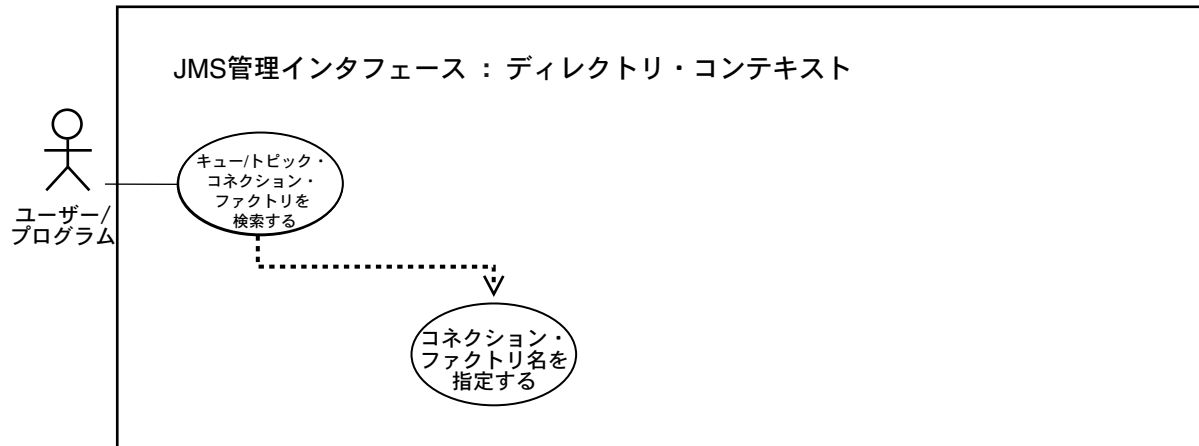 JMS管理インタフェース : ディレクトリ・コンテキスト
キュー/トピック・
コネクション・
ファクトリを
検索する
ユーザー/
プログラム
コネクション・
ファクトリ名を
指定する